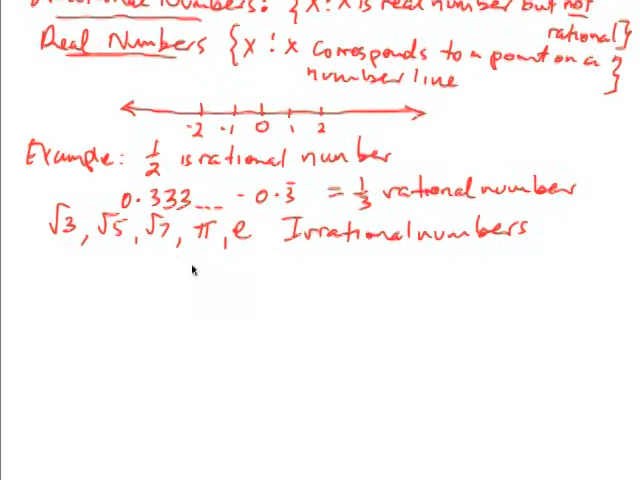 Irrational Numbers: {x : x is real number but not rational}
Real Numbers {x : x corresponds to a point on a number line}
-2 -1 0 1 2
Example: 1/2 is rational number
0.333... - 0.3̄ = 1/3 rational number
√3, √5, √7, π, e Irrational numbers